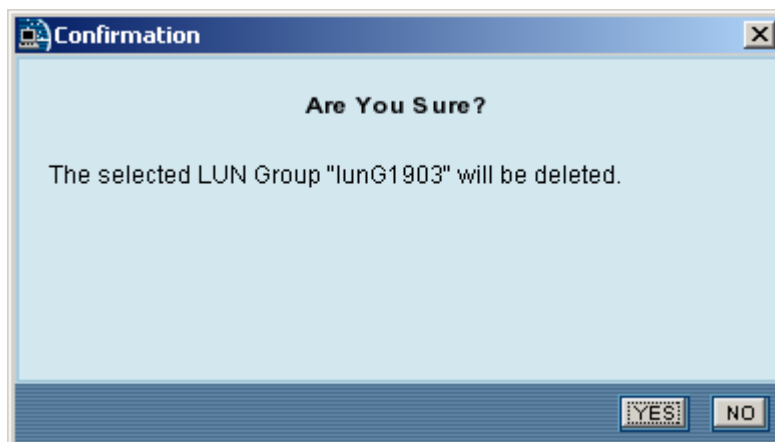 Confirmation
Are You Sure?
The selected LUN Group "lunG1903" will be deleted.
YES NO